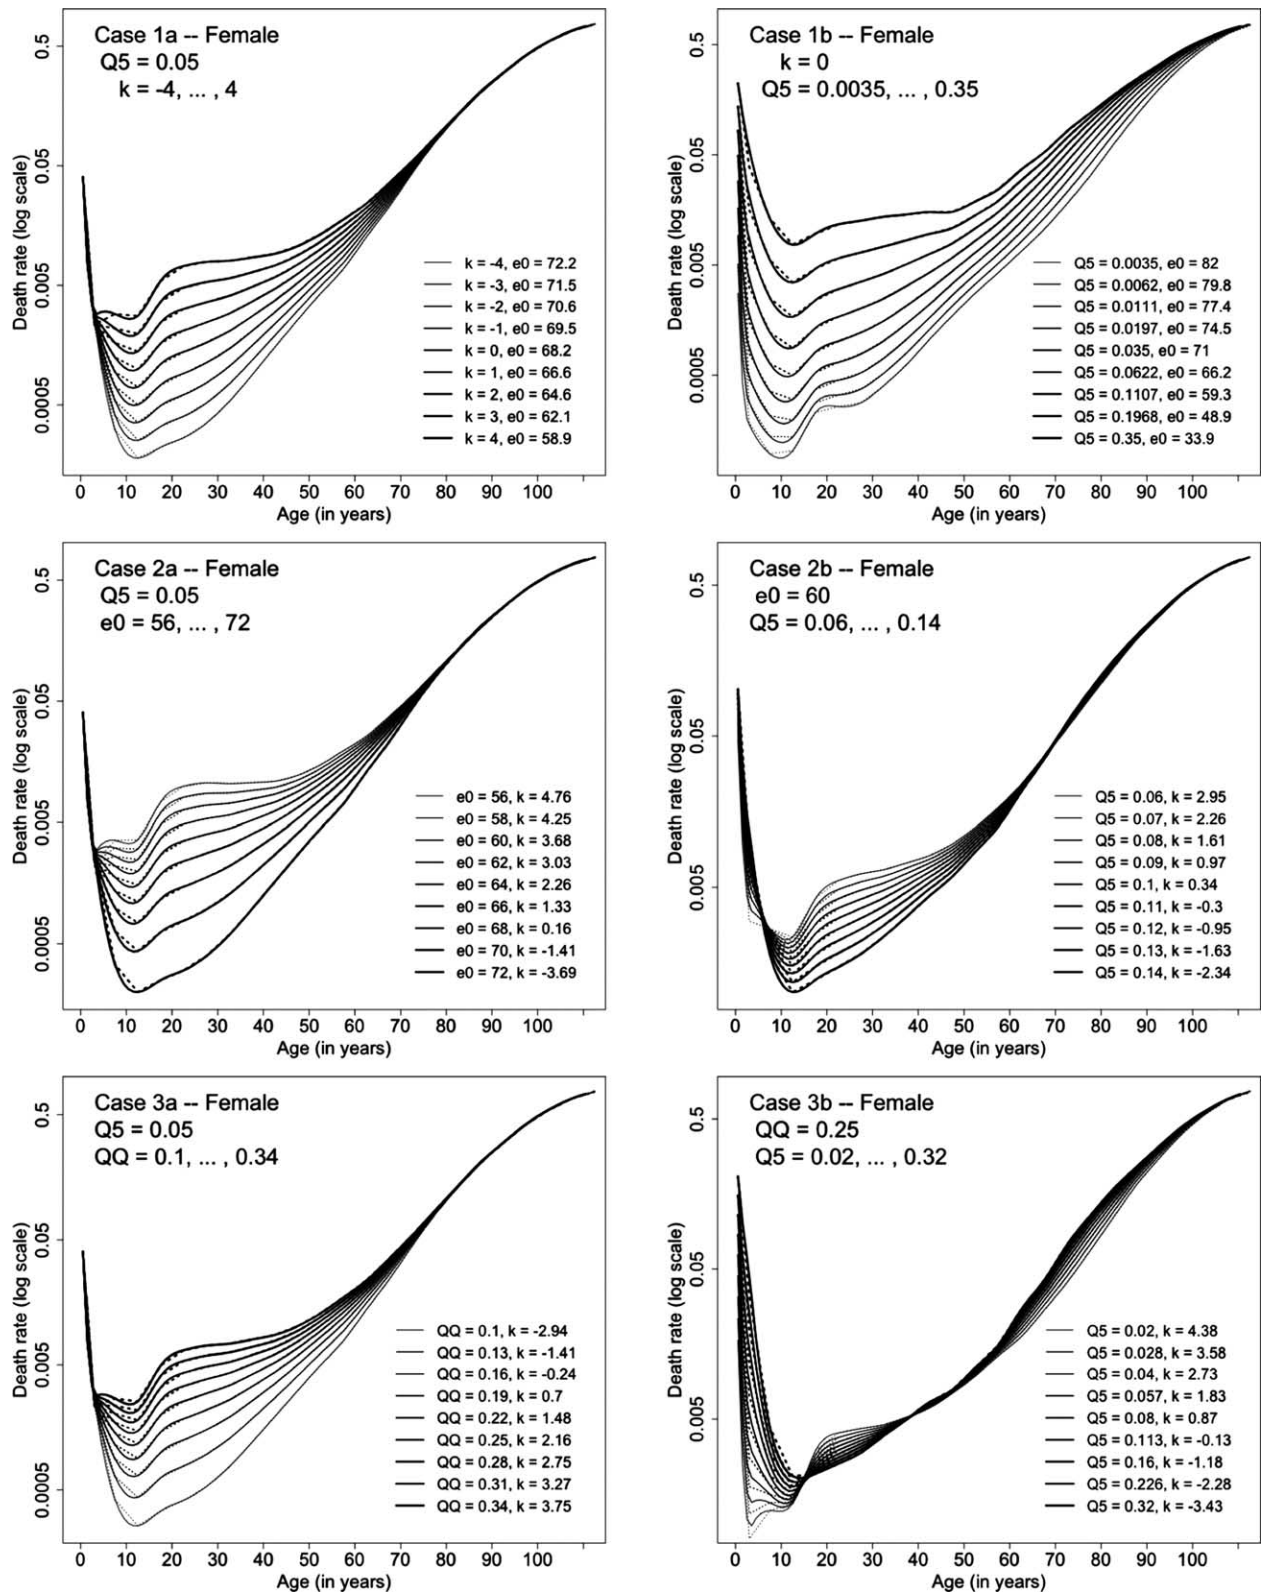 Case 1a -- Female
Q5 = 0.05
k = -4, ... , 4
Death rate (log scale)
0.5
0.05
0.005
0.0005
k = -4, e0 = 72.2
k = -3, e0 = 71.5
k = -2, e0 = 70.6
k = -1, e0 = 69.5
k = 0, e0 = 68.2
k = 1, e0 = 66.6
k = 2, e0 = 64.6
k = 3, e0 = 62.1
k = 4, e0 = 58.9
0 10 20 30 40 50 60 70 80 90 100
Age (in years)
Case 1b -- Female
k = 0
Q5 = 0.0035, ... , 0.35
Death rate (log scale)
0.5
0.05
0.005
0.0005
Q5 = 0.0035, e0 = 82
Q5 = 0.0062, e0 = 79.8
Q5 = 0.0111, e0 = 77.4
Q5 = 0.0197, e0 = 74.5
Q5 = 0.035, e0 = 71
Q5 = 0.0622, e0 = 66.2
Q5 = 0.1107, e0 = 59.3
Q5 = 0.1968, e0 = 48.9
Q5 = 0.35, e0 = 33.9
0 10 20 30 40 50 60 70 80 90 100
Age (in years)
Case 2a -- Female
Q5 = 0.05
e0 = 56, ... , 72
Death rate (log scale)
0.5
0.05
0.005
0.0005
e0 = 56, k = 4.76
e0 = 58, k = 4.25
e0 = 60, k = 3.68
e0 = 62, k = 3.03
e0 = 64, k = 2.26
e0 = 66, k = 1.33
e0 = 68, k = 0.16
e0 = 70, k = -1.41
e0 = 72, k = -3.69
0 10 20 30 40 50 60 70 80 90 100
Age (in years)
Case 2b -- Female
e0 = 60
Q5 = 0.06, ... , 0.14
Death rate (log scale)
0.5
0.05
0.005
Q5 = 0.06, k = 2.95
Q5 = 0.07, k = 2.26
Q5 = 0.08, k = 1.61
Q5 = 0.09, k = 0.97
Q5 = 0.1, k = 0.34
Q5 = 0.11, k = -0.3
Q5 = 0.12, k = -0.95
Q5 = 0.13, k = -1.63
Q5 = 0.14, k = -2.34
0 10 20 30 40 50 60 70 80 90 100
Age (in years)
Case 3a -- Female
Q5 = 0.05
QQ = 0.1, ... , 0.34
Death rate (log scale)
0.5
0.05
0.005
0.0005
QQ = 0.1, k = -2.94
QQ = 0.13, k = -1.41
QQ = 0.16, k = -0.24
QQ = 0.19, k = 0.7
QQ = 0.22, k = 1.48
QQ = 0.25, k = 2.16
QQ = 0.28, k = 2.75
QQ = 0.31, k = 3.27
QQ = 0.34, k = 3.75
0 10 20 30 40 50 60 70 80 90 100
Age (in years)
Case 3b -- Female
QQ = 0.25
Q5 = 0.02, ... , 0.32
Death rate (log scale)
0.5
0.05
0.005
Q5 = 0.02, k = 4.38
Q5 = 0.028, k = 3.58
Q5 = 0.04, k = 2.73
Q5 = 0.057, k = 1.83
Q5 = 0.08, k = 0.87
Q5 = 0.113, k = -0.13
Q5 = 0.16, k = -1.18
Q5 = 0.226, k = -2.28
Q5 = 0.32, k = -3.43
0 10 20 30 40 50 60 70 80 90 100
Age (in years)